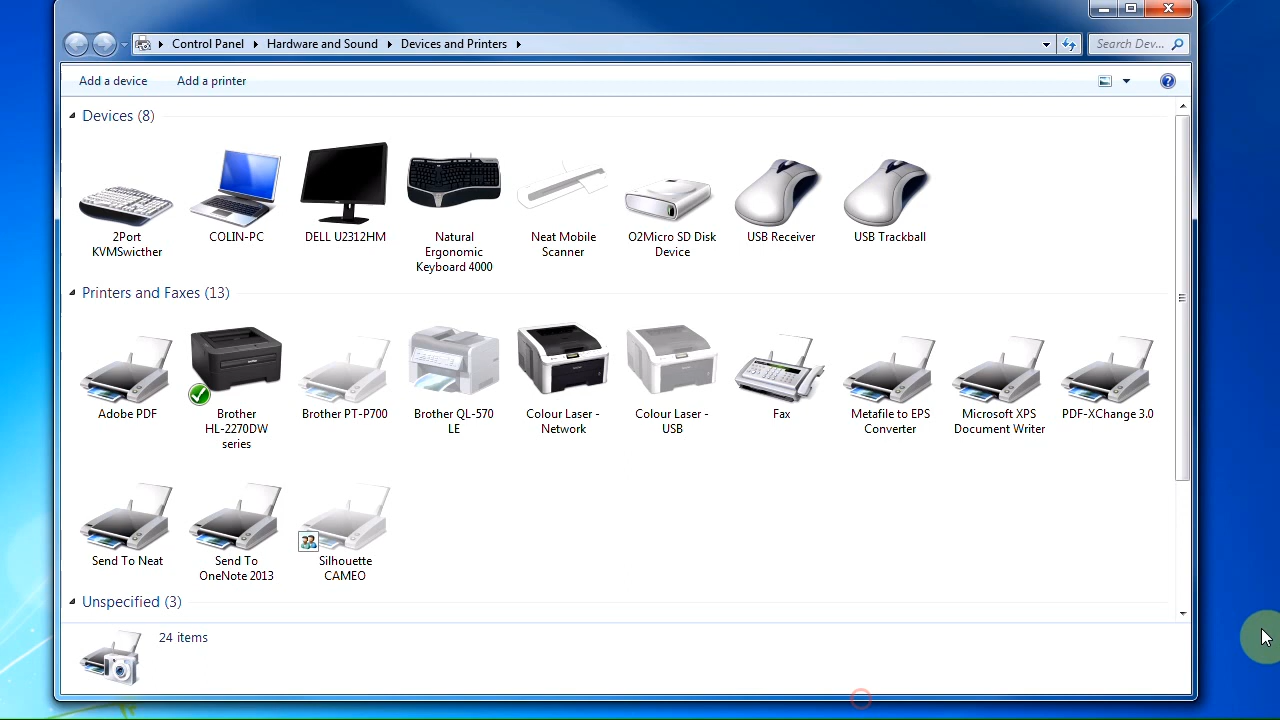 Control Panel Hardware and Sound Devices and Printers Search Dev...
Add a device Add a printer
Devices (8)
2Port KVMSwicther
COLIN-PC
DELL U2312HM
Natural Ergonomic Keyboard 4000
Neat Mobile Scanner
O2Micro SD Disk Device
USB Receiver
USB Trackball
Printers and Faxes (13)
Adobe PDF
Brother HL-2270DW series
Brother PT-P700
Brother QL-570 LE
Colour Laser - Network
Colour Laser - USB
Fax
Metafile to EPS Converter
Microsoft XPS Document Writer
PDF-XChange 3.0
Send To Neat
Send To OneNote 2013
Silhouette CAMEO
Unspecified (3)
24 items